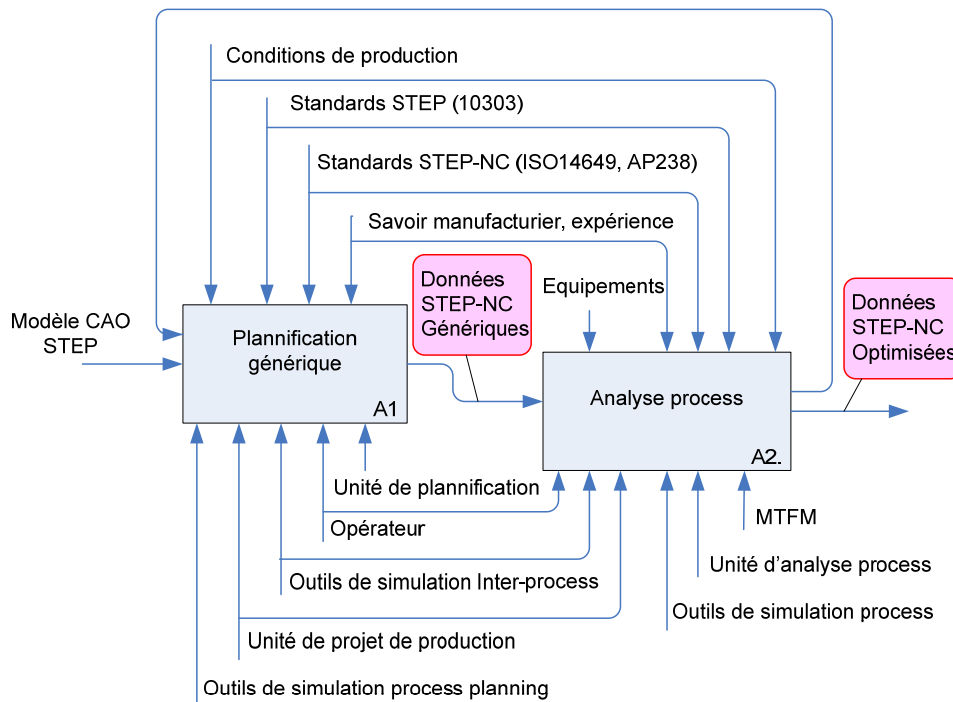 Conditions de production
Standards STEP (10303)
Standards STEP-NC (ISO14649, AP238)
Savoir manufacturier, expérience
Données
STEP-NC
Génériques
Equipements
Données
STEP-NC
Optimisées
Modèle CAO
STEP
Plannification
générique
A1
Analyse process
A2.
Unité de plannification
Opérateur
MTFM
Outils de simulation Inter-process
Unité d'analyse process
Outils de simulation process
Unité de projet de production
Outils de simulation process planning